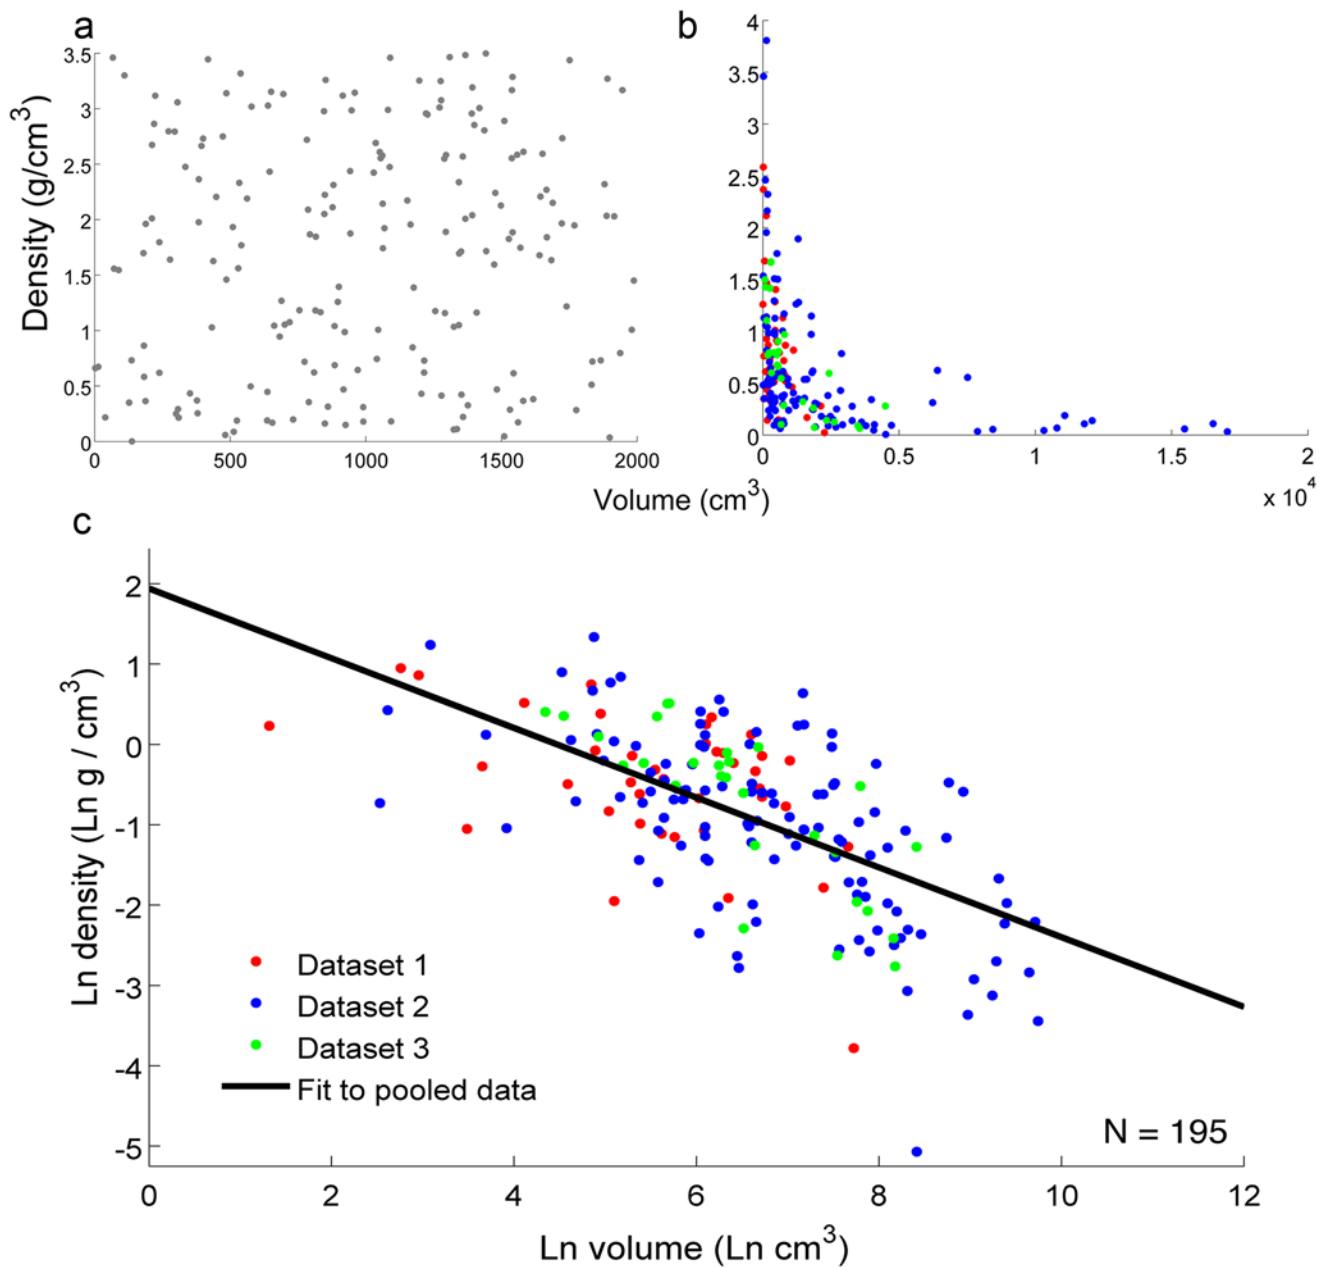 a
b
Density (g/cm³)
3.5
3
2.5
2
1.5
1
0.5
0
0 500 1000 1500 2000
4
3.5
3
2.5
2
1.5
1
0.5
0
0 0.5 1 1.5 2
x 10⁴
Volume (cm³)
c
Ln density (Ln g / cm³)
2
1
0
-1
-2
-3
-4
-5
Dataset 1
Dataset 2
Dataset 3
Fit to pooled data
N = 195
0 2 4 6 8 10 12
Ln volume (Ln cm³)